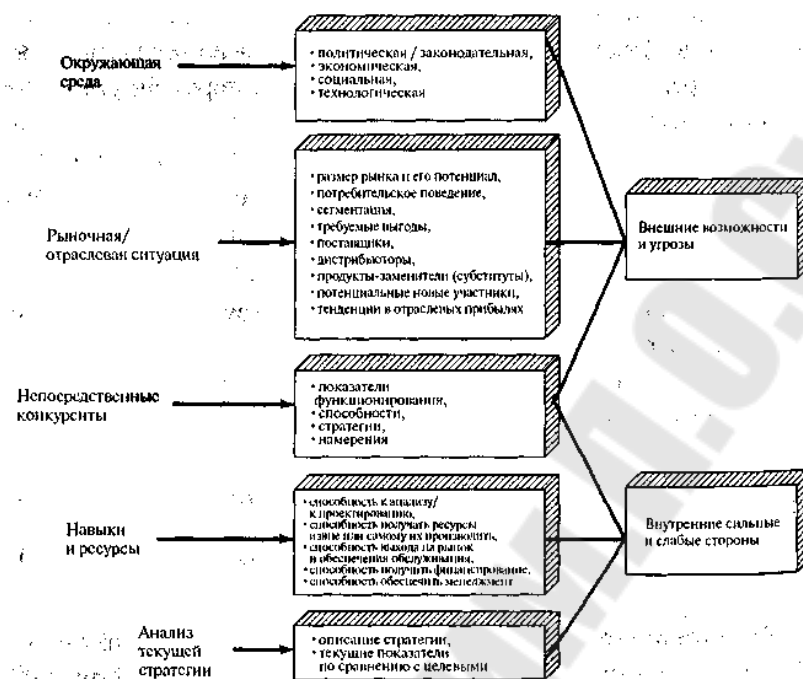 Окружающая
среда
• политическая / законодательная,
• экономическая,
• социальная,
• технологическая
Рыночная/
отраслевая ситуация
• размер рынка и его потенциал,
• потребительское поведение,
• сегментация,
• требуемые выгоды,
• поставщики,
• дистрибьюторы,
• продукты-заменители (субституты),
• потенциальные новые участники,
• тенденции в отраслевых прибылях
Внешние возможности
и угрозы
Непосредственные
конкуренты
• показатели
функционирования,
• способности,
• стратегии,
• намерения
Навыки
и ресурсы
• способность к анализу/
к проектированию,
• способность получать ресурсы
извне или самому их производить,
• способность выхода на рынок
и обеспечения обслуживания,
• способность получить финансирование,
• способность обеспечить менеджмент
Внутренние сильные
и слабые стороны
Анализ
текущей
стратегии
• описание стратегии,
• текущие показатели
по сравнению с целевыми